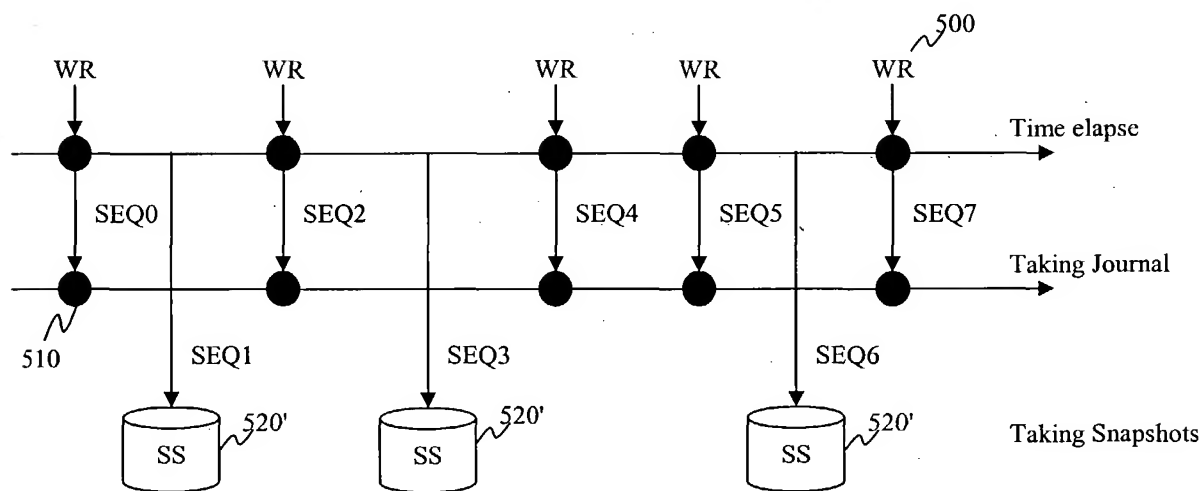 500
WR WR WR WR WR
Time elapse
SEQ0 SEQ2 SEQ4 SEQ5 SEQ7
Taking Journal
510
SEQ1 SEQ3 SEQ6
520' 520' 520'
SS SS SS
Taking Snapshots